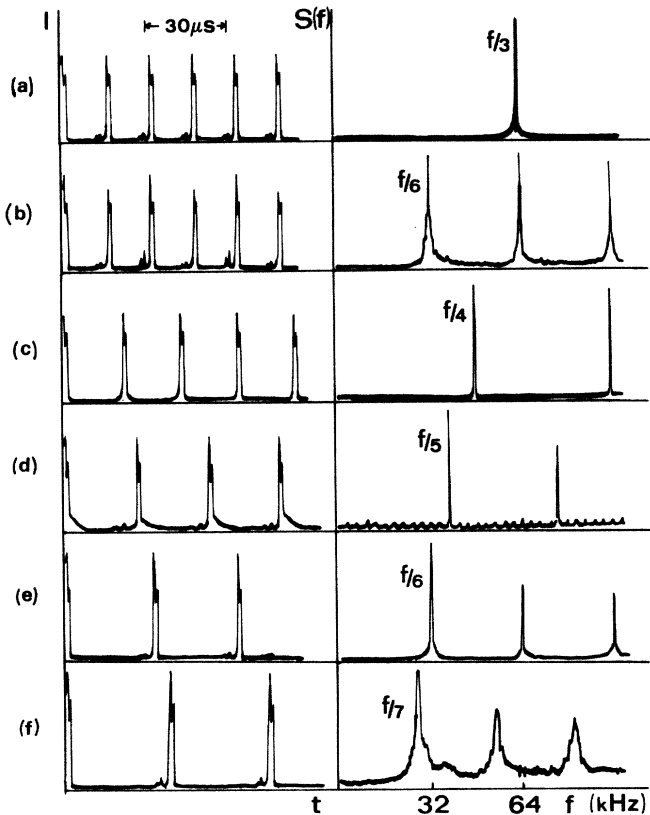 I ← 30μs → S(f)
(a) f/3
(b) f/6
(c) f/4
(d) f/5
(e) f/6
(f) f/7
t 32 64 f (kHz)